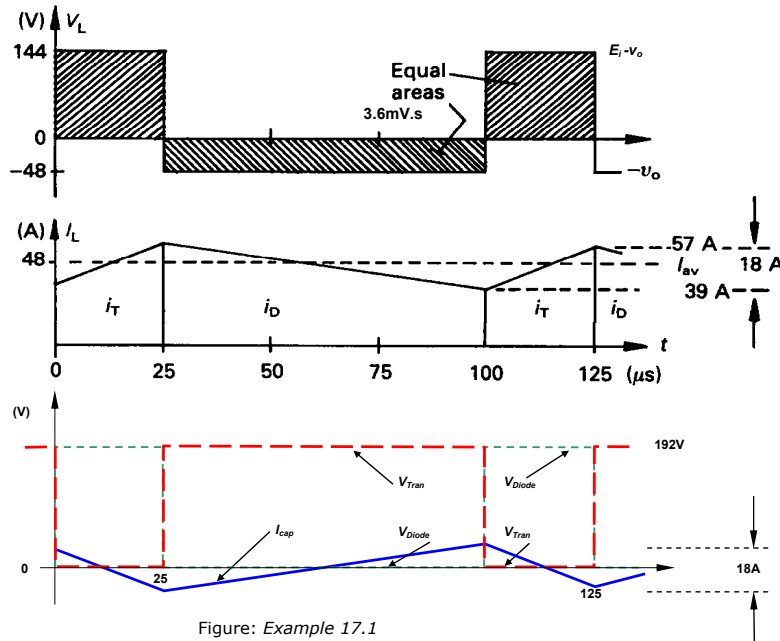 (V) V_L
144
E_i - v_o
Equal areas
3.6mV.s
0
-48
-v_o
(A) I_L
57 A
48
I_av 18 A
39 A
i_T i_D i_T i_D
t
0 25 50 75 100 125 (μs)
(V)
192V
V_Tran V_Diode
I_cap V_Diode V_Tran
0 25 18A
125
Figure: Example 17.1